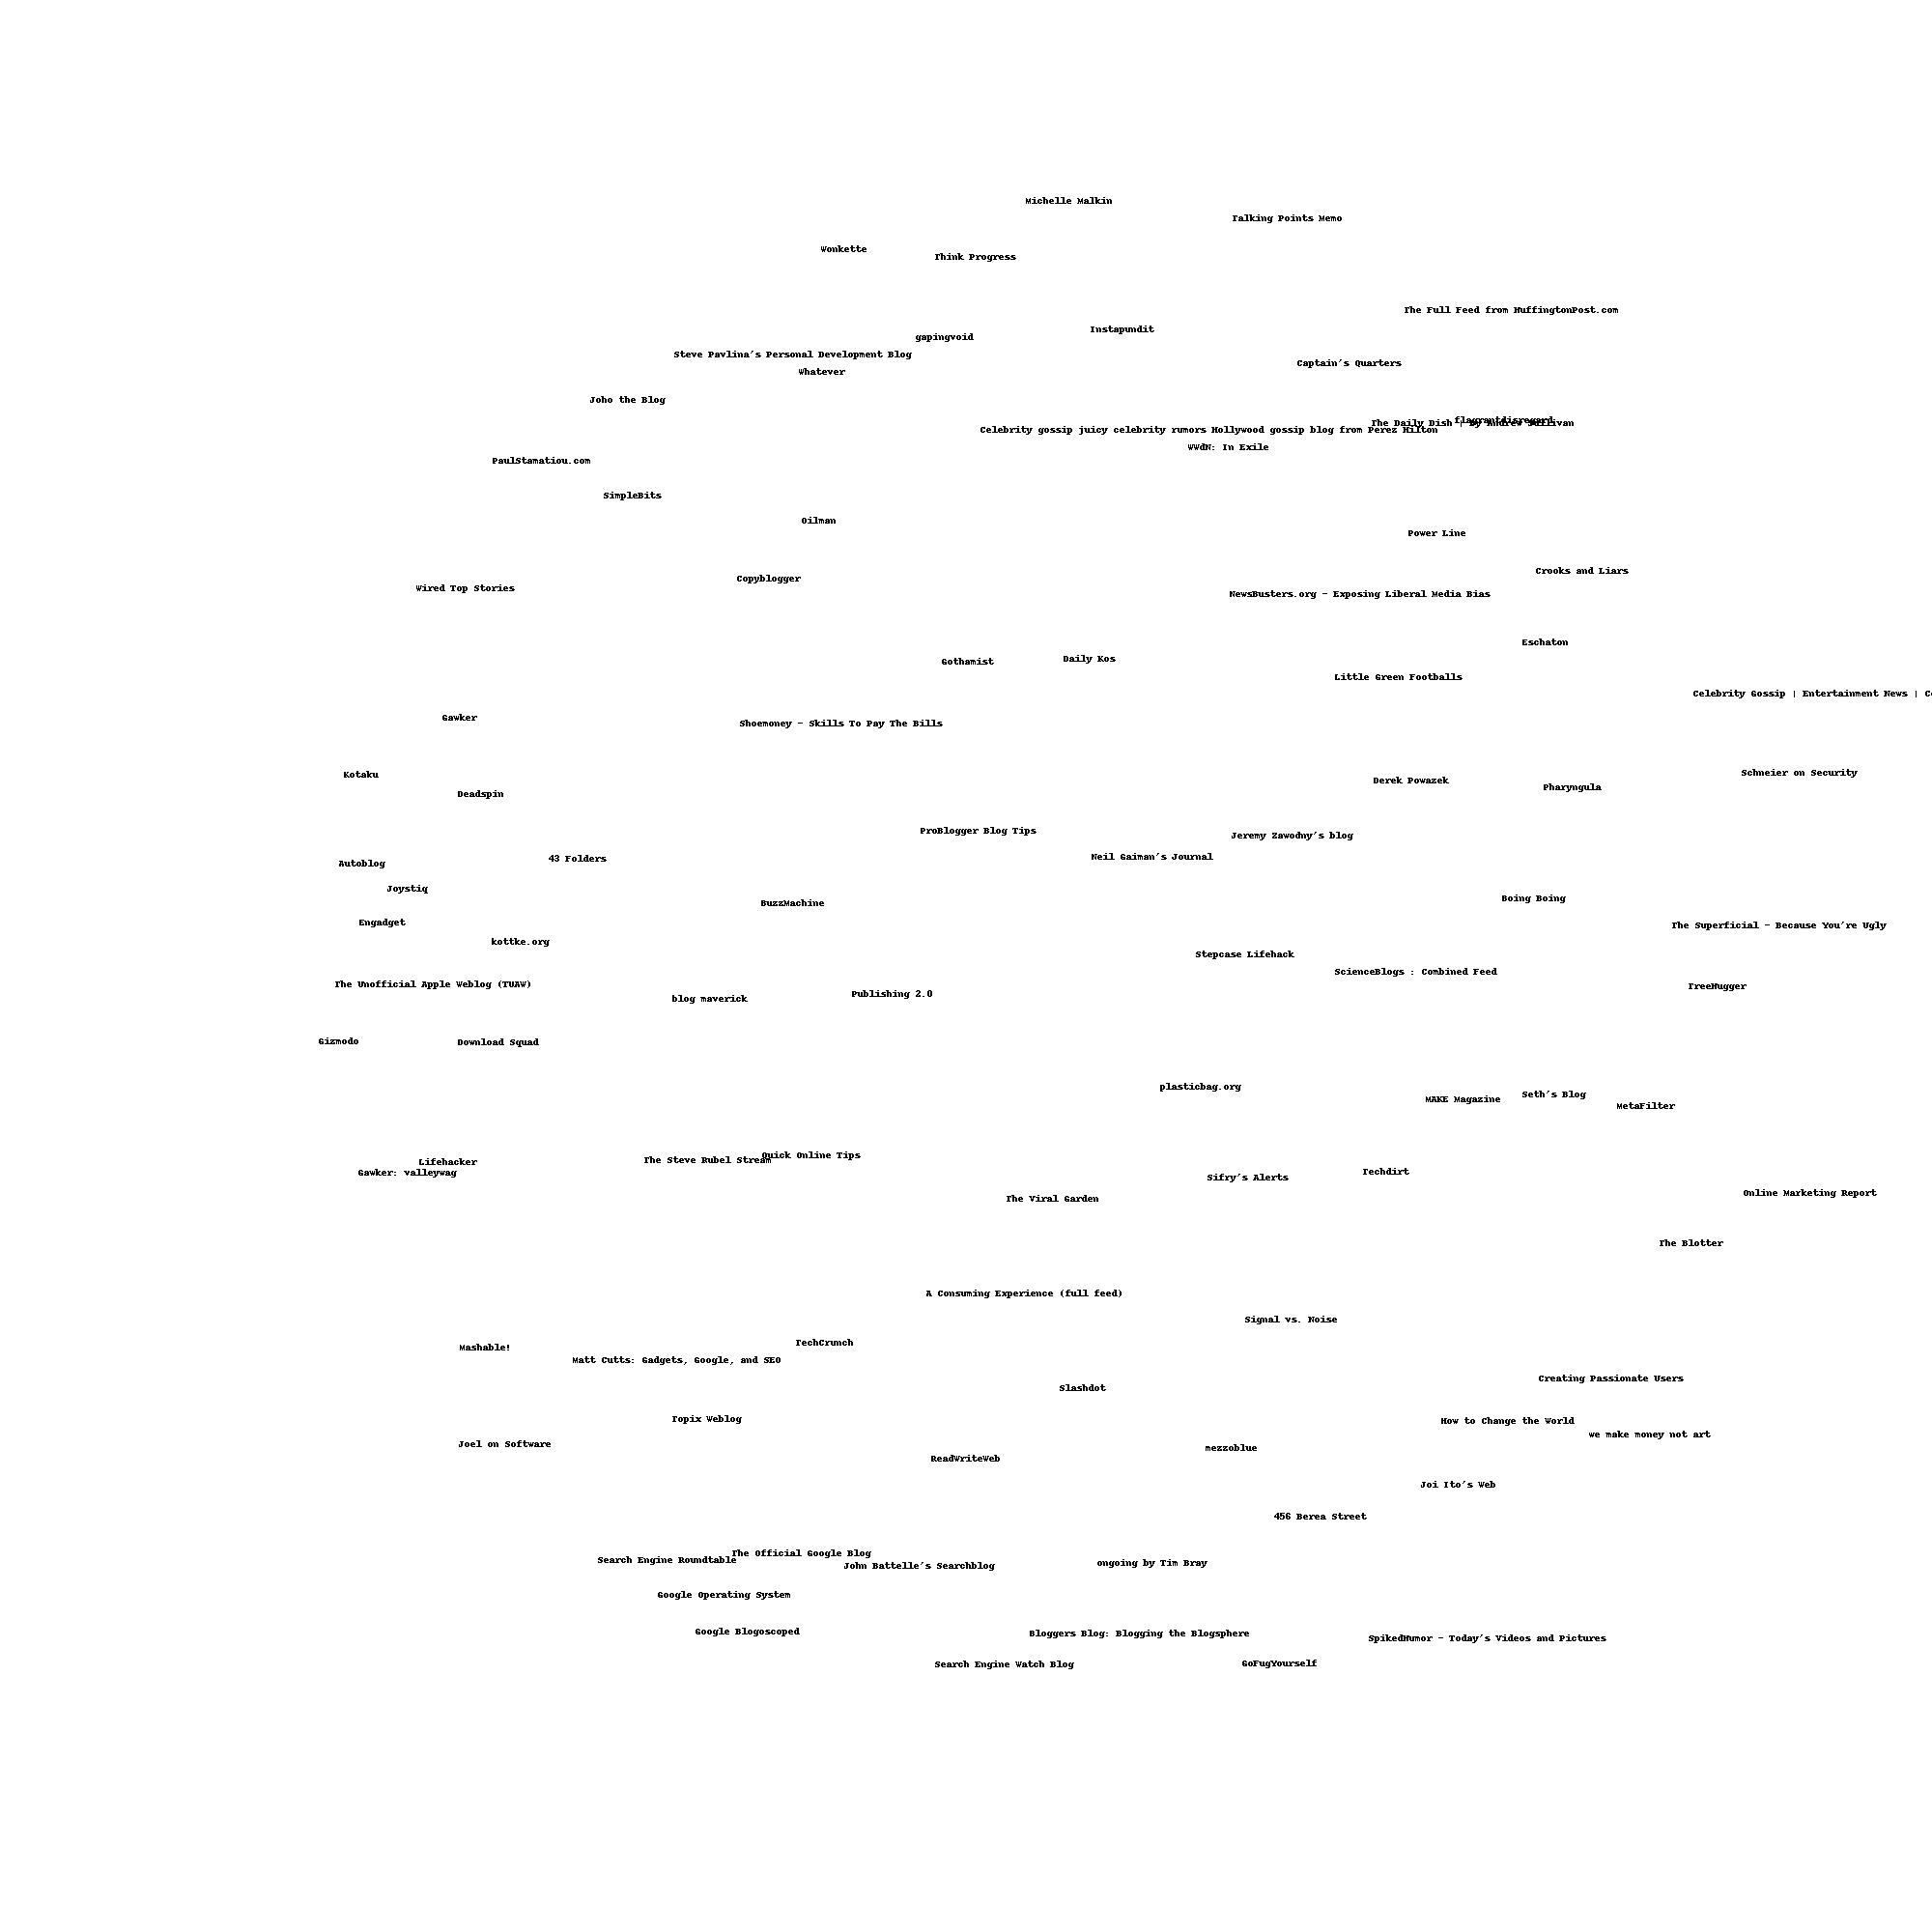 Michelle Malkin
Talking Points Memo
Wonkette
Think Progress
The Full Feed from HuffingtonPost.com
Instapundit
gapingvoid
Steve Pavlina's Personal Development Blog
Captain's Quarters
Whatever
Joho the Blog
flagrantdisregard
The Daily Dish | By Andrew Sullivan
Celebrity gossip juicy celebrity rumors Hollywood gossip blog from Perez Hilton
WWdN: In Exile
PaulStamatiou.com
SimpleBits
Oilman
Power Line
Crooks and Liars
Copyblogger
Wired Top Stories
NewsBusters.org - Exposing Liberal Media Bias
Eschaton
Daily Kos
Gothamist
Little Green Footballs
Celebrity Gossip | Entertainment News |
Gawker
Shoemoney - Skills To Pay The Bills
Schneier on Security
Kotaku
Derek Powazek
Pharyngula
Deadspin
ProBlogger Blog Tips
Jeremy Zawodny's blog
Neil Gaiman's Journal
43 Folders
Autoblog
Joystiq
Boing Boing
BuzzMachine
Engadget
The Superficial - Because You're Ugly
kottke.org
Stepcase Lifehack
ScienceBlogs : Combined Feed
The Unofficial Apple Weblog (TUAW)
TreeHugger
Publishing 2.0
blog maverick
Gizmodo
Download Squad
plasticbag.org
Seth's Blog
MAKE Magazine
MetaFilter
Quick Online Tips
The Steve Rubel Stream
Lifehacker
Gawker: valleywag
Techdirt
Sifry's Alerts
Online Marketing Report
The Viral Garden
The Blotter
A Consuming Experience (full feed)
Signal vs. Noise
TechCrunch
Mashable!
Matt Cutts: Gadgets, Google, and SEO
Creating Passionate Users
Slashdot
Topix Weblog
How to Change the World
we make money not art
Joel on Software
mezzoblue
ReadWriteWeb
Joi Ito's Web
456 Berea Street
The Official Google Blog
Search Engine Roundtable
ongoing by Tim Bray
John Battelle's Searchblog
Google Operating System
Google Blogoscoped
Bloggers Blog: Blogging the Blogsphere
SpikedHumor - Today's Videos and Pictures
Search Engine Watch Blog
GoFugYourself